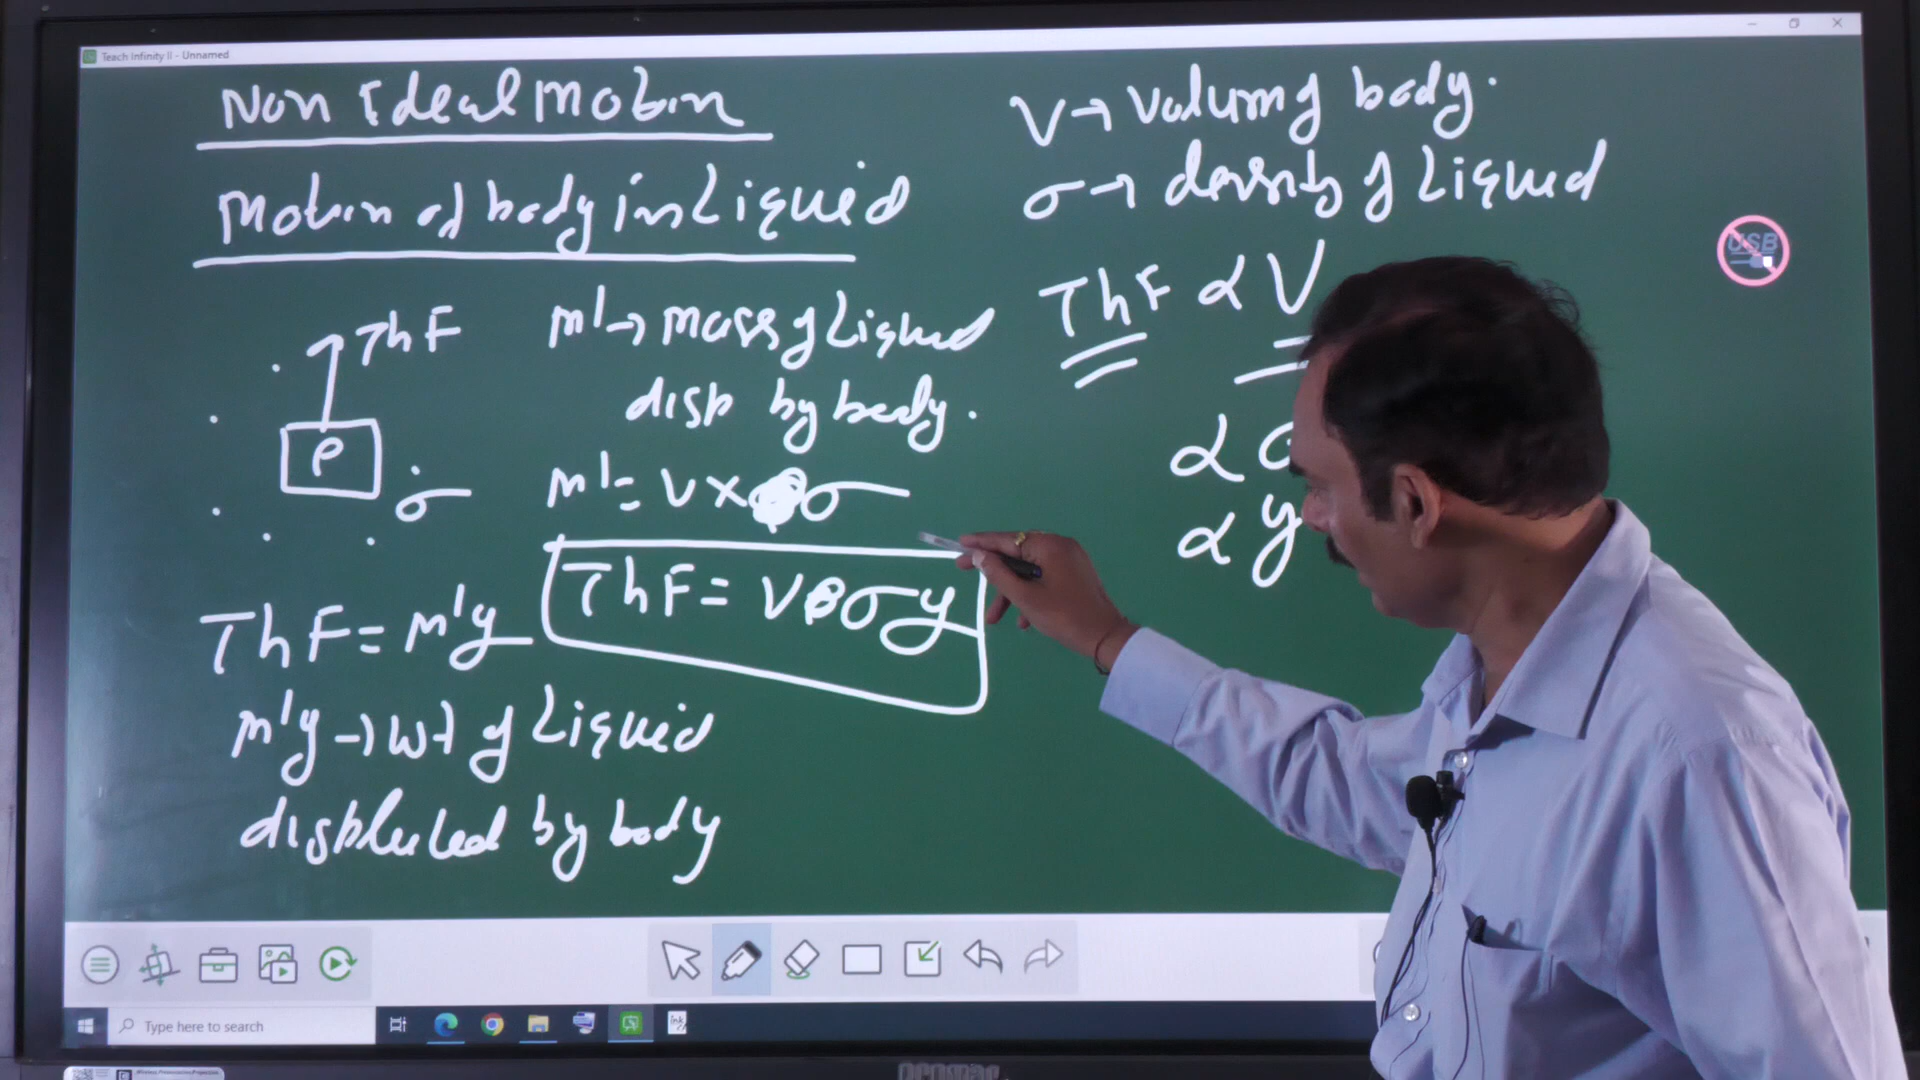 Teach Infinity II - Unnamed
Non Ideal Motion
Motion of body in Liquid
ThF
ρ
σ
m' → Mass of Liquid
disp by body.
m' = V × σ
ThF = Vσg
ThF = m'g
m'g → wt of Liquid
displaced by body
V → Volum of body.
σ → density of Liquid
ThF α V
α σ
α g
USB
Type here to search